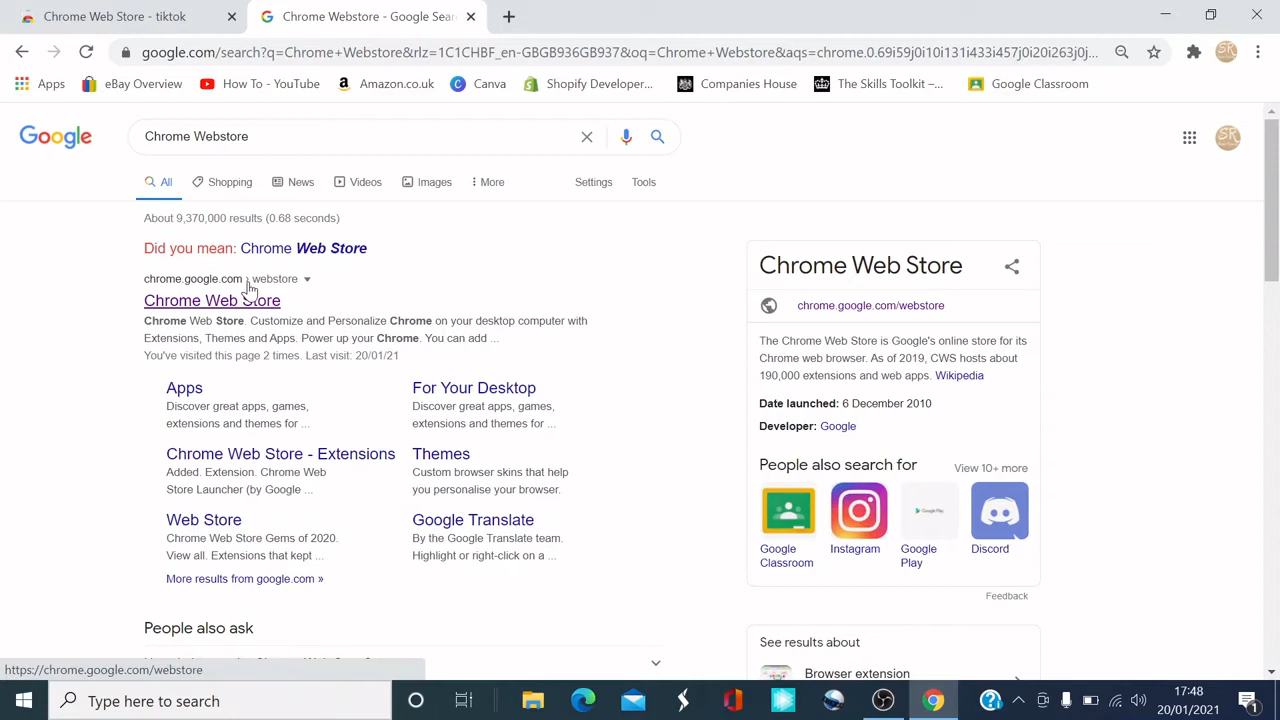 Chrome Web Store - tiktok
Chrome Webstore - Google Sear
google.com/search?q=Chrome+Webstore&rlz=1C1CHBF_en-GBGB936GB937&oq=Chrome+Webstore&aqs=chrome.0.69i59j0i10i131i433i457j0i20i263j0j...
Apps
eBay Overview
How To - YouTube
Amazon.co.uk
Canva
Shopify Developer...
Companies House
The Skills Toolkit –...
Google Classroom
Google
Chrome Webstore
SR
All
Shopping
News
Videos
Images
More
Settings
Tools
About 9,370,000 results (0.68 seconds)
Did you mean: Chrome Web Store
chrome.google.com › webstore
Chrome Web Store
Chrome Web Store. Customize and Personalize Chrome on your desktop computer with
Extensions, Themes and Apps. Power up your Chrome. You can add ...
You've visited this page 2 times. Last visit: 20/01/21
Apps
Discover great apps, games,
extensions and themes for ...
For Your Desktop
Discover great apps, games,
extensions and themes for ...
Chrome Web Store - Extensions
Added. Extension. Chrome Web
Store Launcher (by Google ...
Themes
Custom browser skins that help
you personalise your browser.
Web Store
Chrome Web Store Gems of 2020.
View all. Extensions that kept ...
Google Translate
By the Google Translate team.
Highlight or right-click on a ...
More results from google.com »
People also ask
Chrome Web Store
chrome.google.com/webstore
The Chrome Web Store is Google's online store for its
Chrome web browser. As of 2019, CWS hosts about
190,000 extensions and web apps. Wikipedia
Date launched: 6 December 2010
Developer: Google
People also search for
View 10+ more
Google Play
Google
Classroom
Instagram
Google
Play
Discord
Feedback
See results about
Browser extension
https://chrome.google.com/webstore
Type here to search
17:48
20/01/2021
1